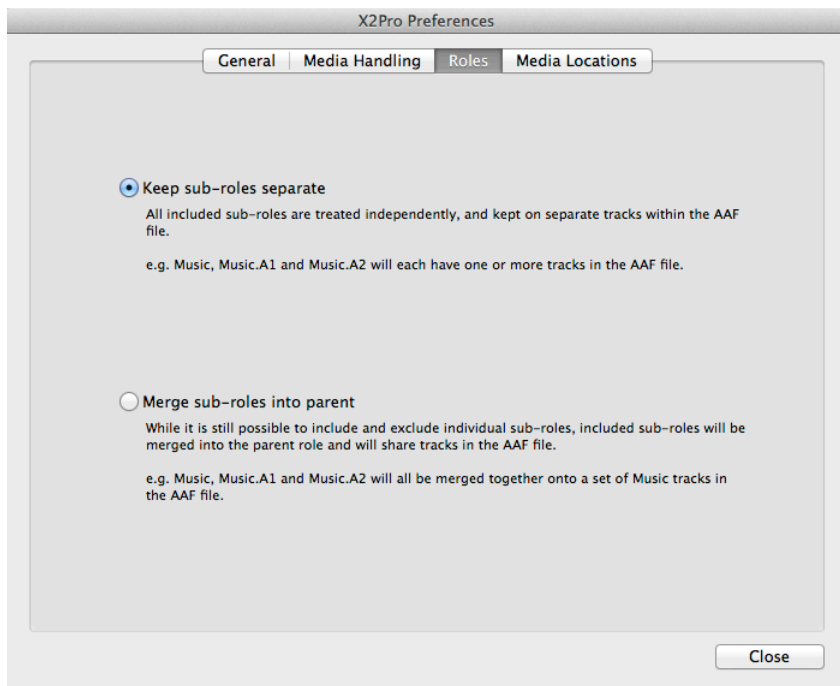 X2Pro Preferences
General Media Handling Roles Media Locations
Keep sub-roles separate
All included sub-roles are treated independently, and kept on separate tracks within the AAF
file.
e.g. Music, Music.A1 and Music.A2 will each have one or more tracks in the AAF file.
Merge sub-roles into parent
While it is still possible to include and exclude individual sub-roles, included sub-roles will be
merged into the parent role and will share tracks in the AAF file.
e.g. Music, Music.A1 and Music.A2 will all be merged together onto a set of Music tracks in
the AAF file.
Close